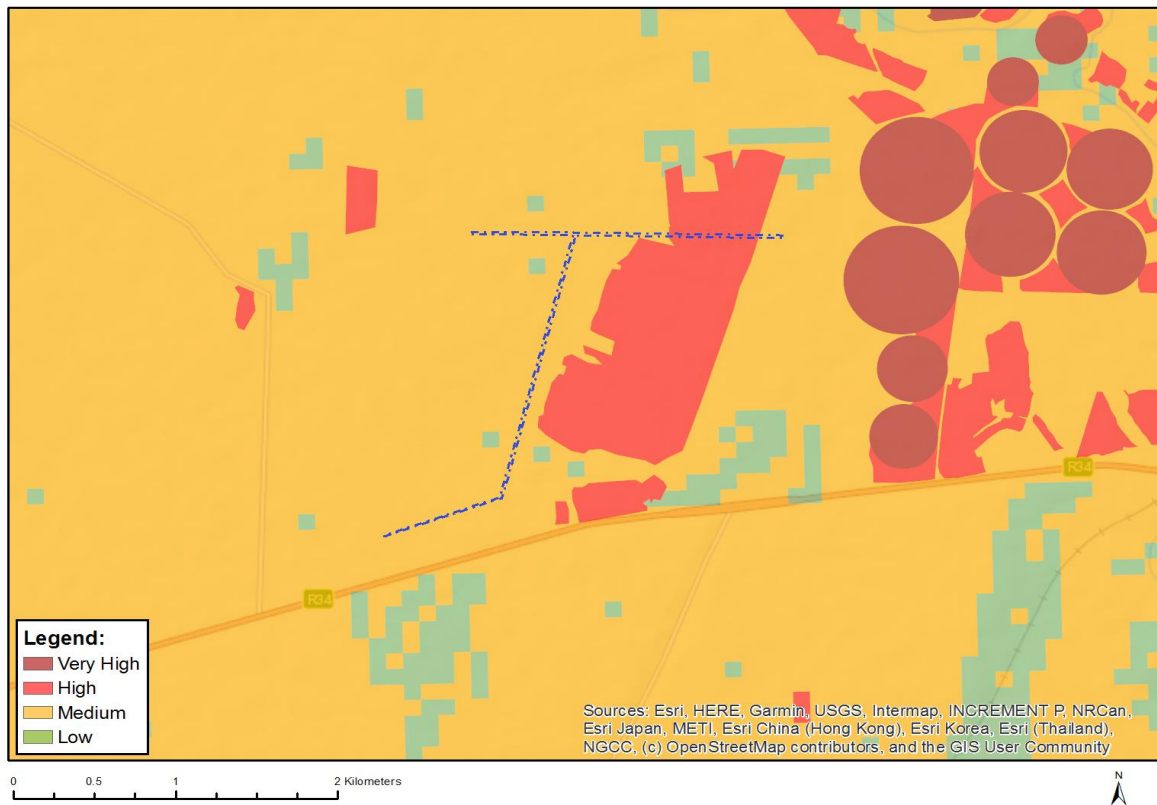 R34
R34
Legend:
Very High
High
Medium
Low
Sources: Esri, HERE, Garmin, USGS, Intermap, INCREMENT P, NRCan,
Esri Japan, METI, Esri China (Hong Kong), Esri Korea, Esri (Thailand),
NGCC, (c) OpenStreetMap contributors, and the GIS User Community
0 0.5 1 2 Kilometers
N